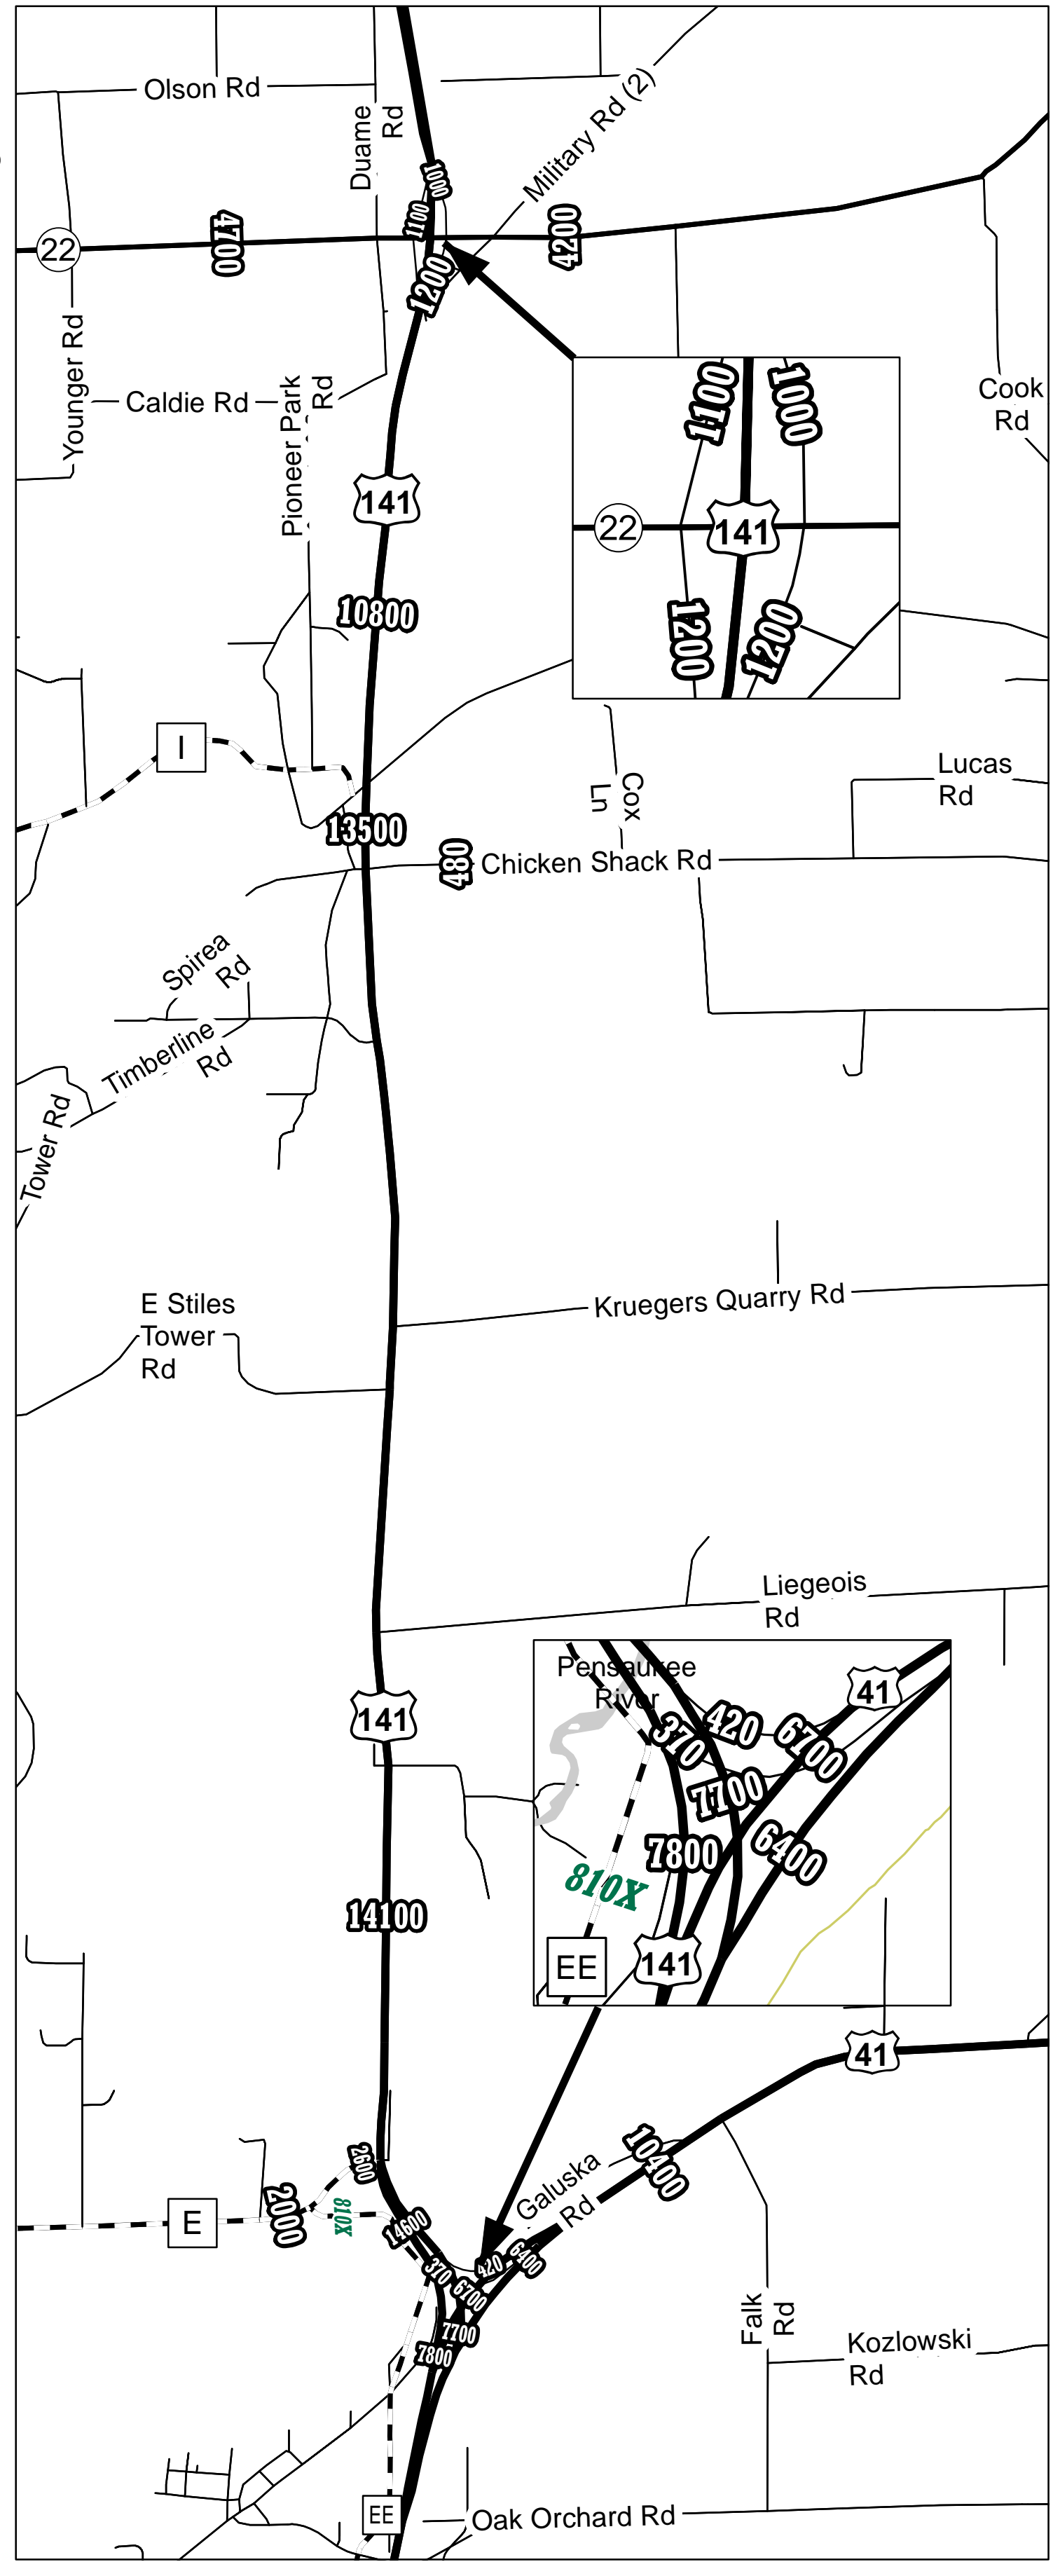 Olson Rd
Duame
Rd
Military Rd (2)
1000
1100
4700
4200
22
1200
Younger Rd
Caldie Rd
Pioneer Park
Rd
Cook
Rd
1100
1000
22
141
1200
1200
141
10800
I
Cox
Ln
Lucas
Rd
13500
480
Chicken Shack Rd
Spirea
Rd
Timberline
Rd
Tower Rd
E Stiles
Tower
Rd
Kruegers Quarry Rd
Liegeois
Rd
Pensaukee
River
41
420
370
6700
7700
7800
6400
810X
EE
141
141
14100
41
2600
Galuska
Rd
10400
E
2000
810X
14600
420
6400
370
6700
7700
7800
Falk
Rd
Kozlowski
Rd
EE
Oak Orchard Rd